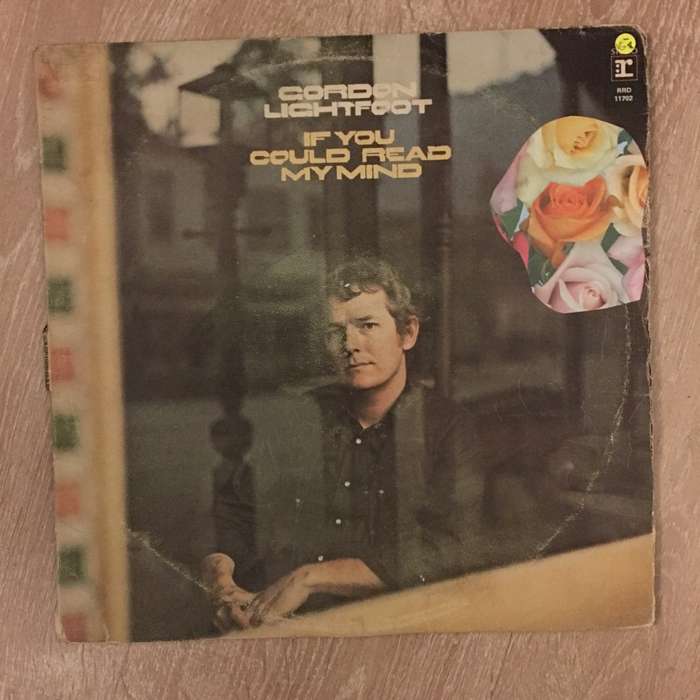 GORDON
LIGHTFOOT
IF YOU
COULD READ
MY MIND
r
RRD
11702